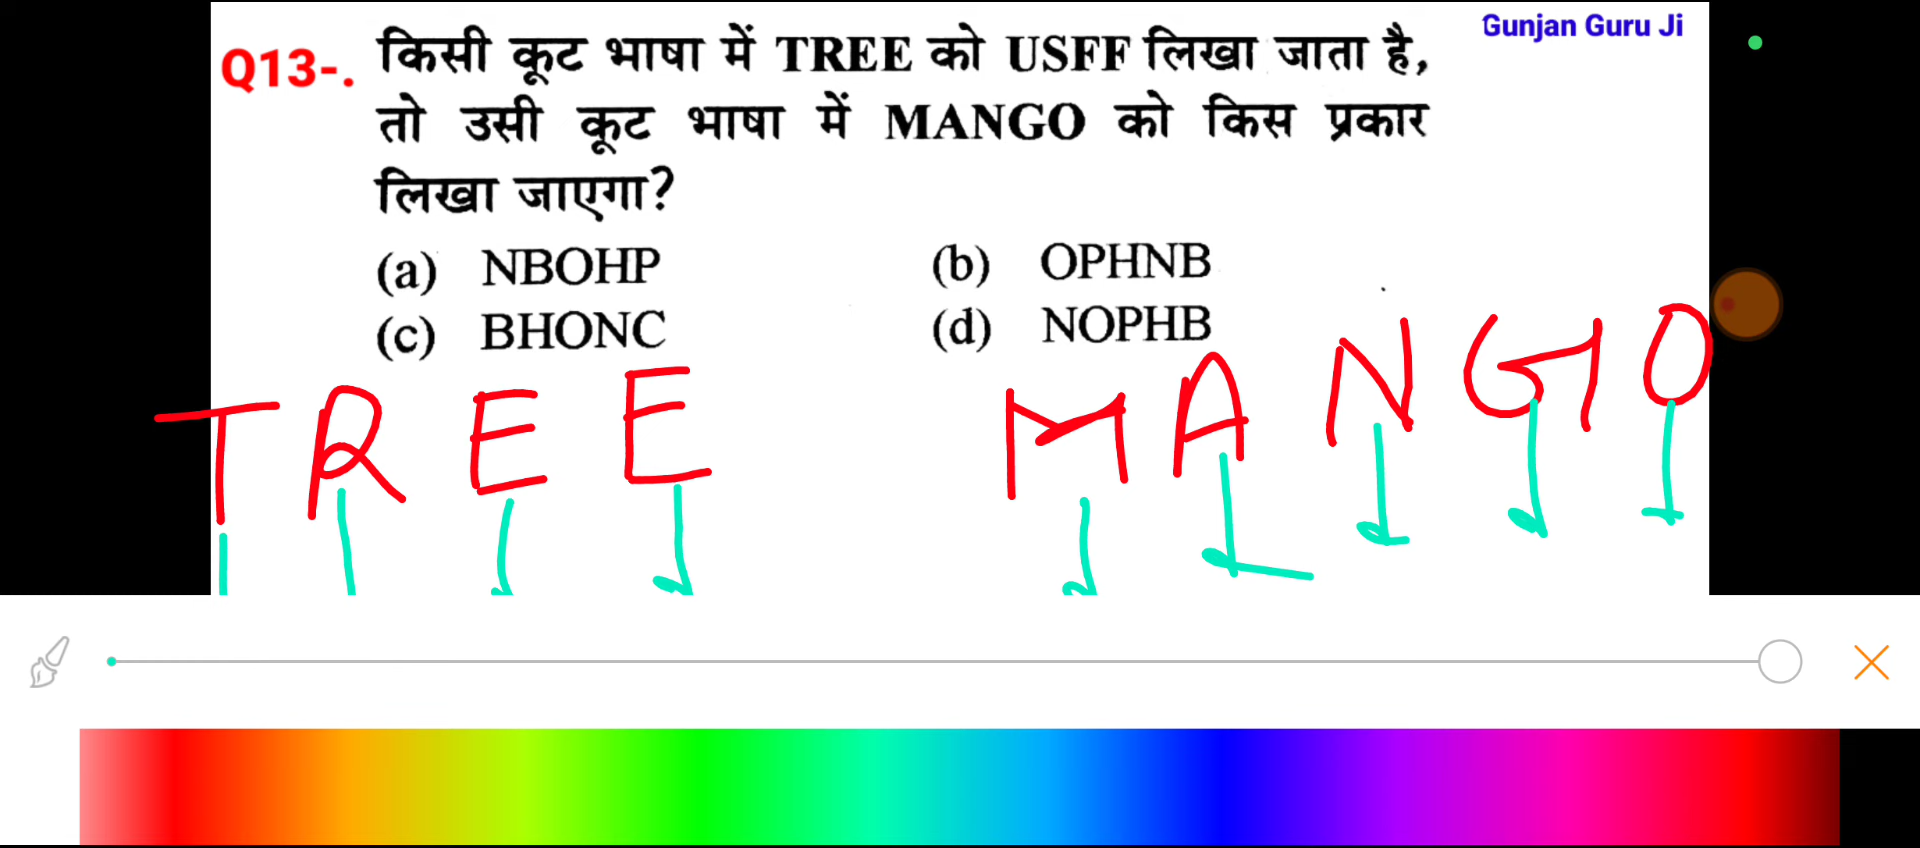 Gunjan Guru Ji
Q13-. किसी कूट भाषा में TREE को USFF लिखा जाता है,
तो उसी कूट भाषा में MANGO को किस प्रकार
लिखा जाएगा?
(a) NBOHP (b) OPHNB
(c) BHONC (d) NOPHB
TREE MANGO